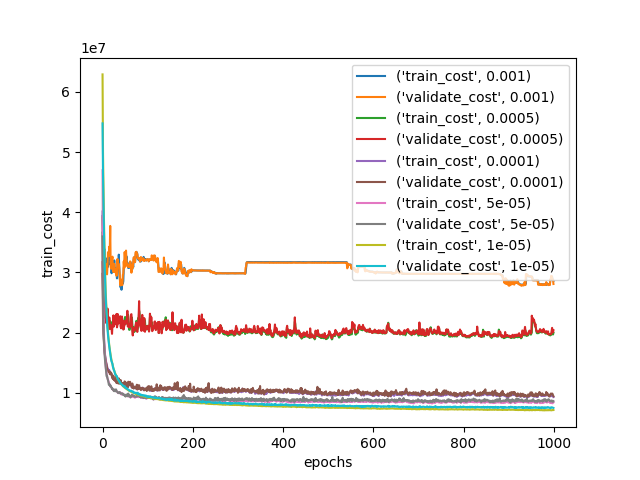 1e7
6
5
4
3
2
1
train_cost
0
200
400
600
800
1000
epochs
('train_cost', 0.001)
('validate_cost', 0.001)
('train_cost', 0.0005)
('validate_cost', 0.0005)
('train_cost', 0.0001)
('validate_cost', 0.0001)
('train_cost', 5e-05)
('validate_cost', 5e-05)
('train_cost', 1e-05)
('validate_cost', 1e-05)